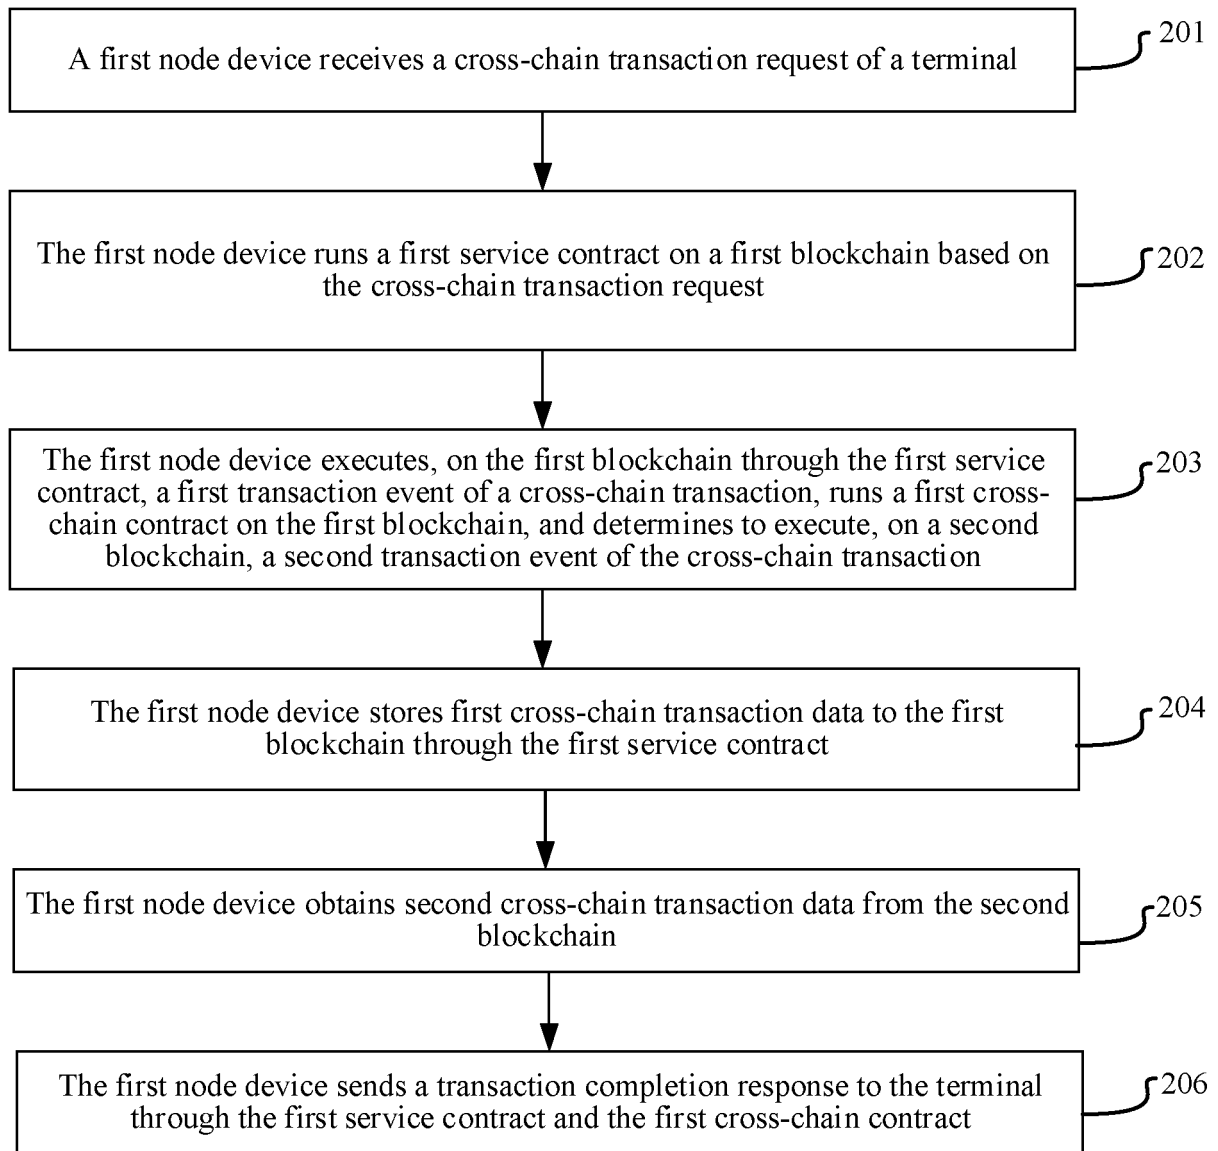 A first node device receives a cross-chain transaction request of a terminal
201
The first node device runs a first service contract on a first blockchain based on
the cross-chain transaction request
202
The first node device executes, on the first blockchain through the first service
contract, a first transaction event of a cross-chain transaction, runs a first cross-
chain contract on the first blockchain, and determines to execute, on a second
blockchain, a second transaction event of the cross-chain transaction
203
The first node device stores first cross-chain transaction data to the first
blockchain through the first service contract
204
The first node device obtains second cross-chain transaction data from the second
blockchain
205
The first node device sends a transaction completion response to the terminal
through the first service contract and the first cross-chain contract
206